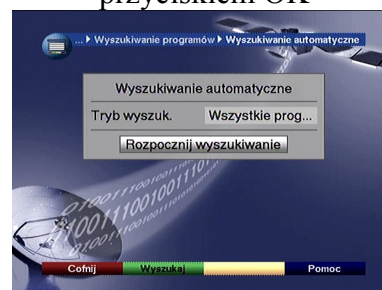 przyciskiem OK
... Wyszukiwanie programów Wyszukiwanie automatyczne
Wyszukiwanie automatyczne
Tryb wyszuk. Wszystkie prog...
Rozpocznij wyszukiwanie
Cofnij Wyszukaj Pomoc